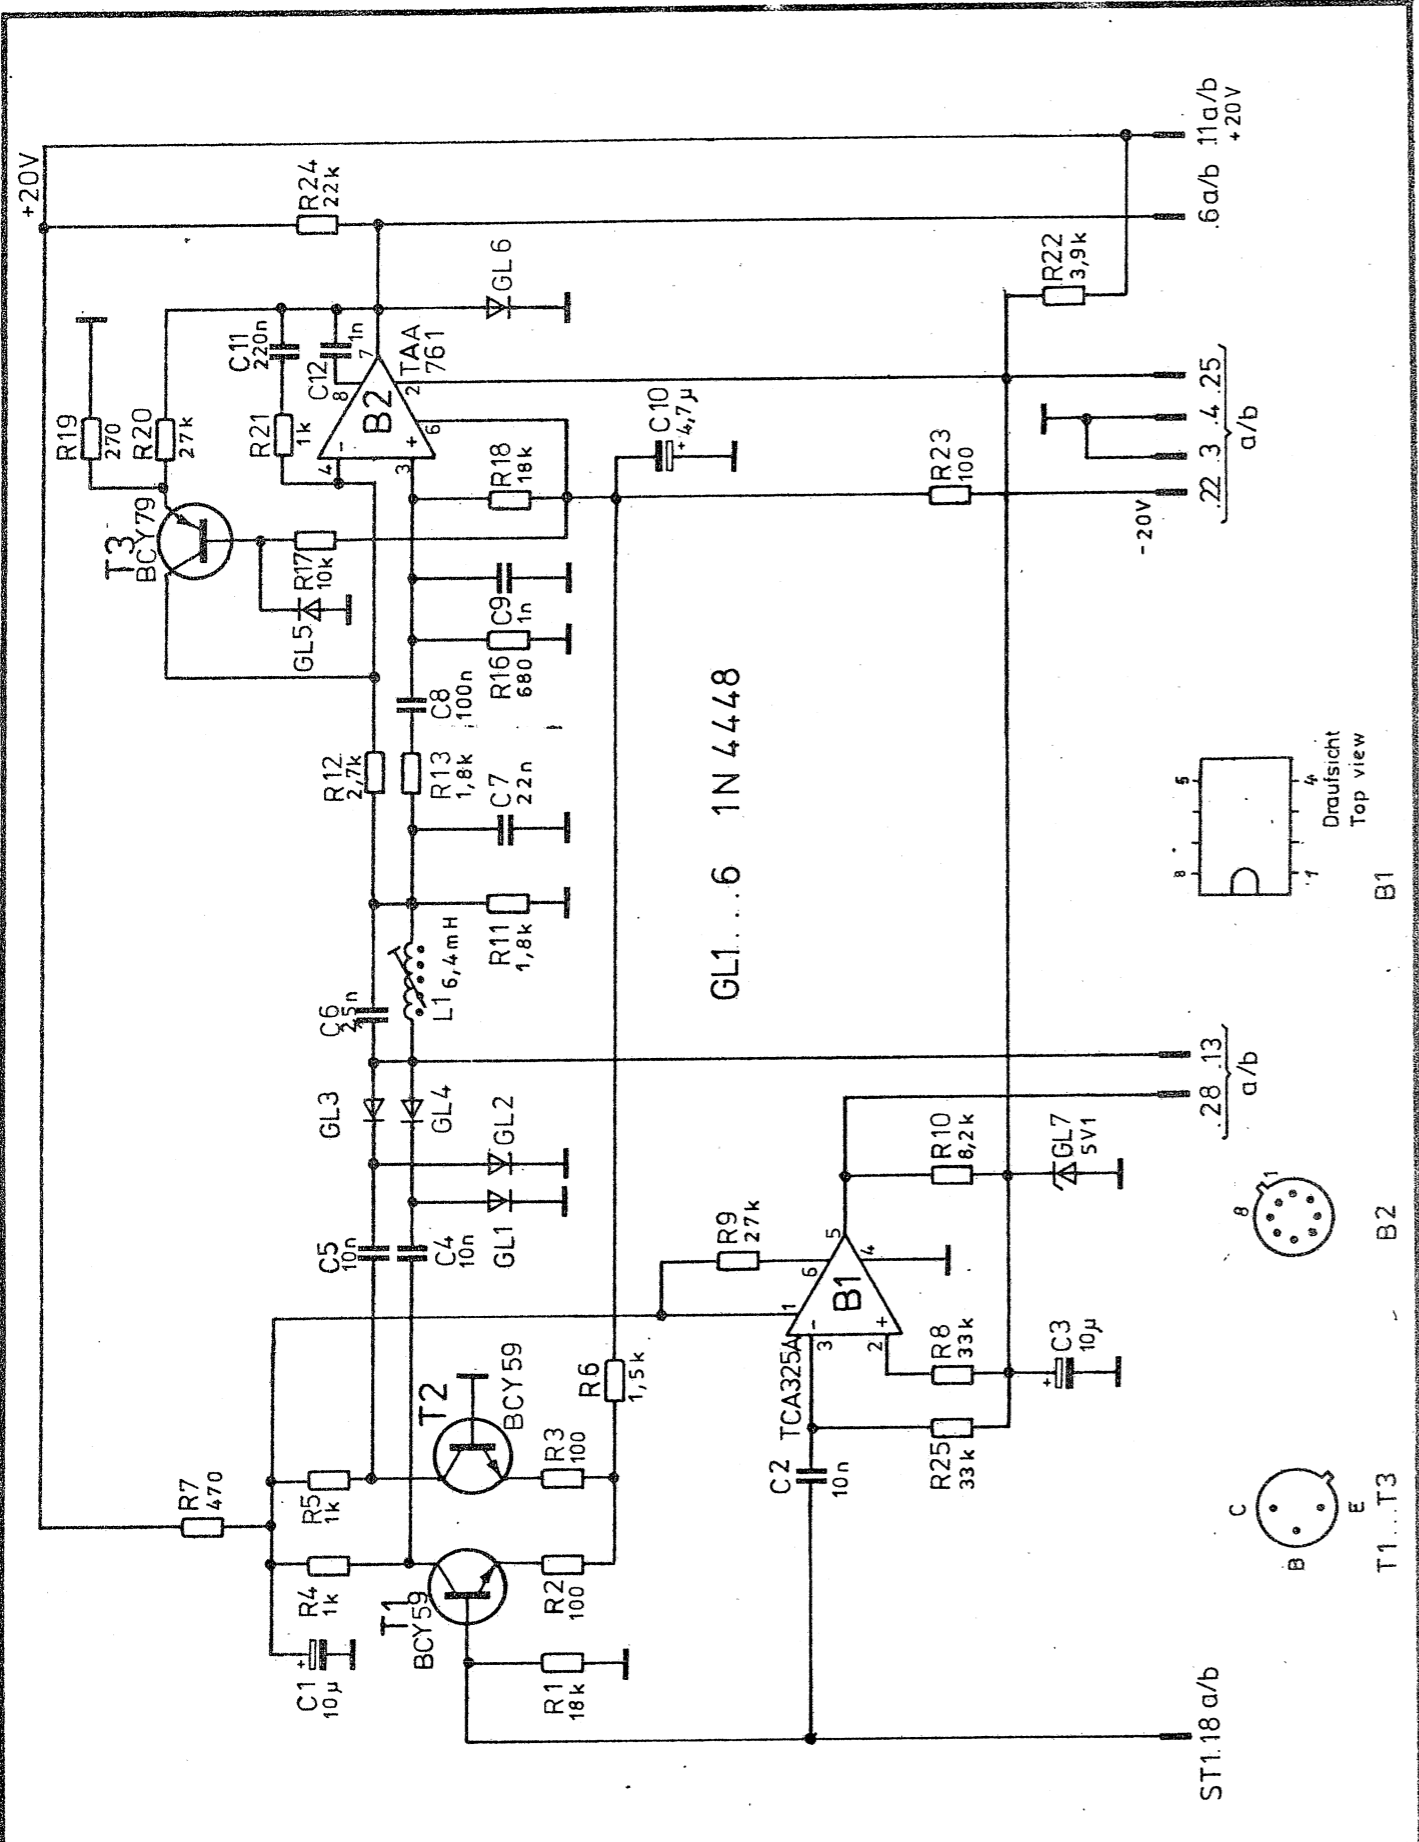 +20V
R7
470
C1
+
10µ
R4
1k
R5
1k
T1
BCY59
T2
BCY59
R1
18k
R2
100
R3
100
R6
1,5k
C5
10n
C4
10n
GL1
GL2
GL3
GL4
C6
25n
L1
6,4mH
R11
1,8k
R12
2,7k
R13
1,8k
C7
22n
C8
100n
R16
680
C9
1n
T3
BCY79
GL5
R17
10k
R19
270
R20
27k
R21
1k
C11
220n
C12
1n
R18
18k
B2
TAA
761
4
-
3
+
8
7
2
6
GL6
R24
22k
C10
+
4,7µ
GL1...6 1N4448
C2
10n
TCA325A
B1
1
6
5
4
3
-
2
+
R9
27k
R25
33k
R8
33k
C3
+
10µ
R10
8,2k
GL7
5V1
R23
100
-20V
R22
3,9k
ST1.18 a/b
.28 .13
a/b
.22 .3 .4 .25
a/b
.6a/b
.11a/b
+20V
C
B
E
T1...T3
8
1
B2
8
5
1
4
Draufsicht
Top view
B1